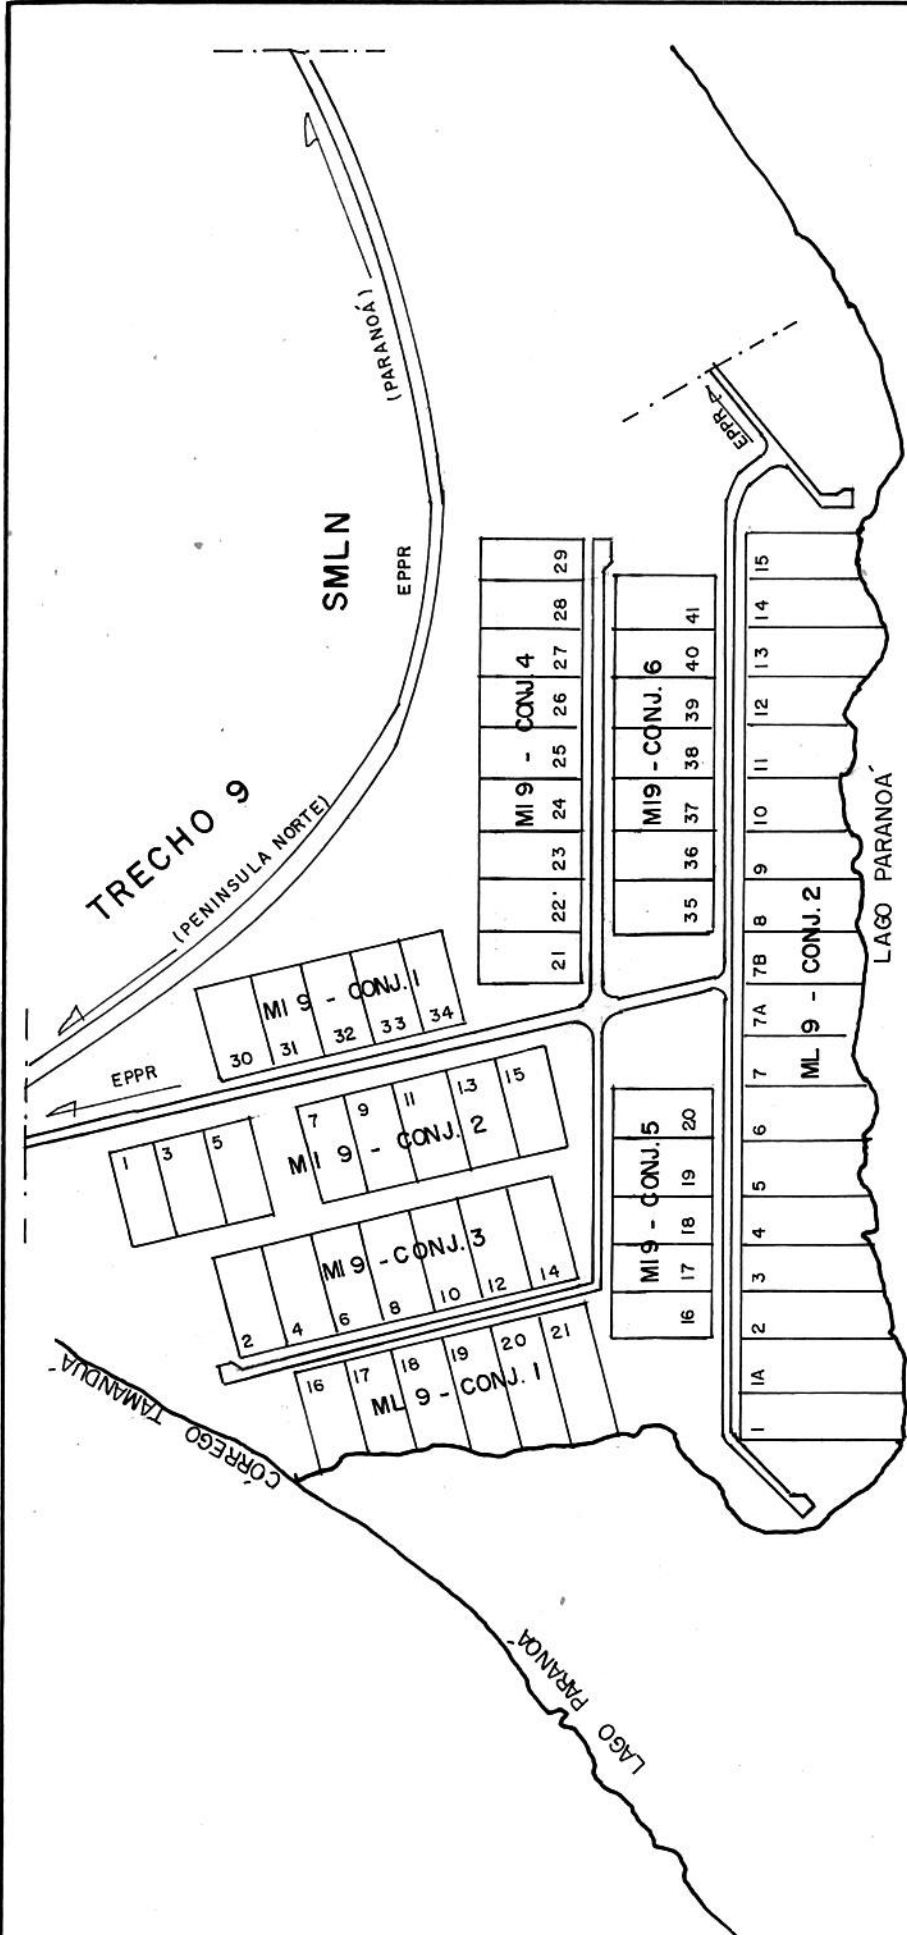 (PARANOÁ)
SMLN
EPPR
EPPR
TRECHO 9
(PENINSULA NORTE)
EPPR
MI 9 - CONJ. 4
21 22' 23 24 25 26 27 28 29
MI9 - CONJ. 6
35 36 37 38 39 40 41
MI 9 - CONJ. 1
30 31 32 33 34
MI 9 - CONJ. 2
1 3 5 7 9 11 13 15
MI 9 - CONJ. 3
2 4 6 8 10 12 14
ML 9 - CONJ. 1
16 17 18 19 20 21
MI9 - CONJ. 5
16 17 18 19 20
ML 9 - CONJ. 2
1 1A 2 3 4 5 6 7 7A 7B 8 9 10 11 12 13 14 15
LAGO PARANOÁ
CÓRREGO TAMANDUÁ
LAGO PARANOÁ